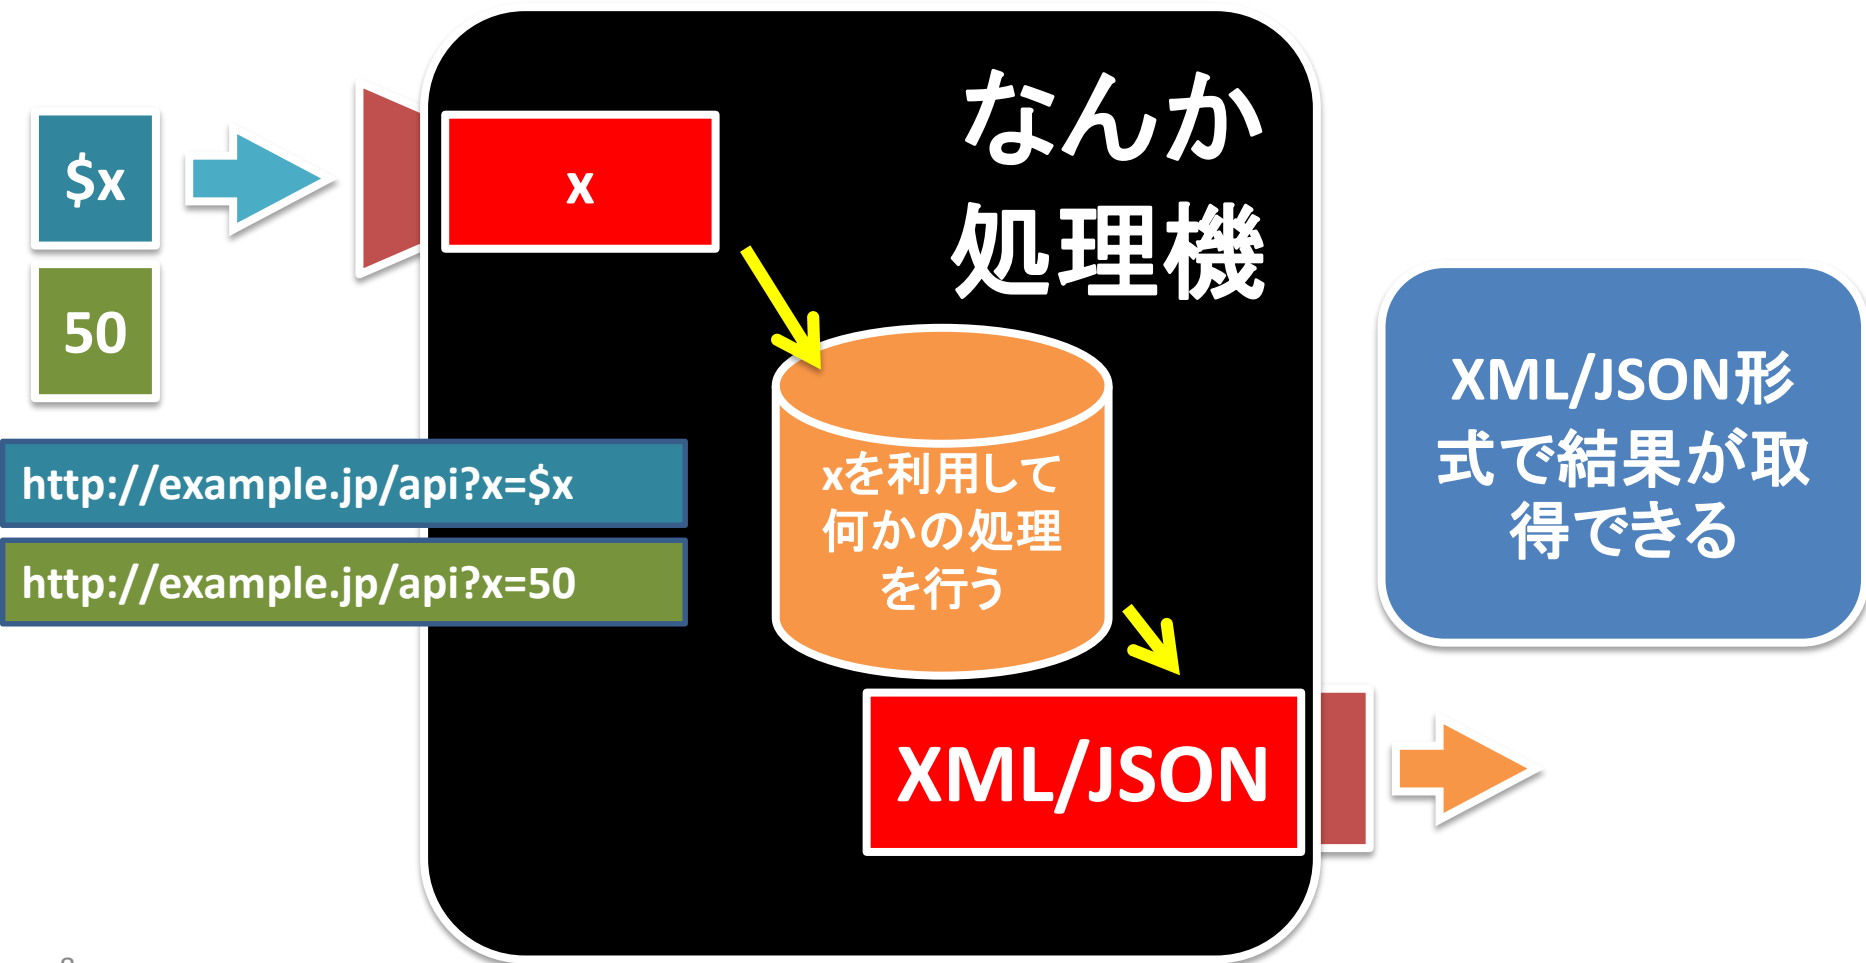 なんか
処理機
$x
x
50
http://example.jp/api?x=$x
http://example.jp/api?x=50
xを利用して
何かの処理
を行う
XML/JSON
XML/JSON形
式で結果が取
得できる